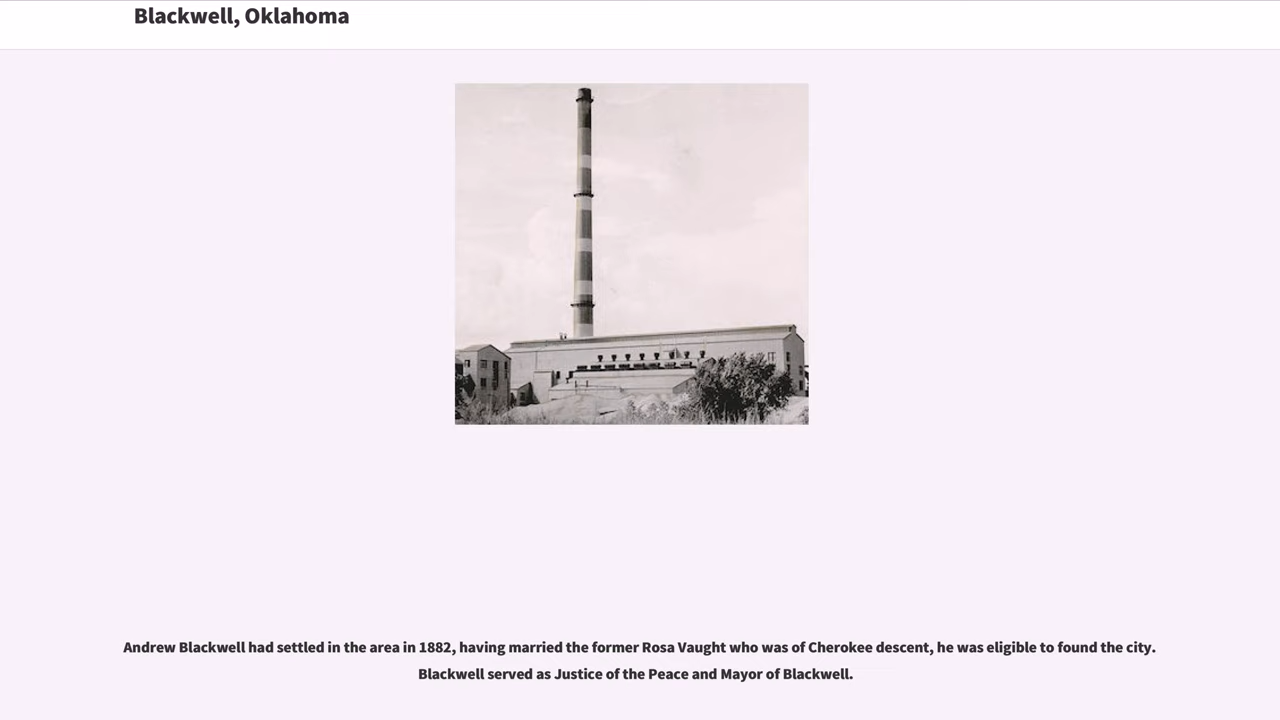 Blackwell, Oklahoma
Andrew Blackwell had settled in the area in 1882, having married the former Rosa Vaught who was of Cherokee descent, he was eligible to found the city.
Blackwell served as Justice of the Peace and Mayor of Blackwell.